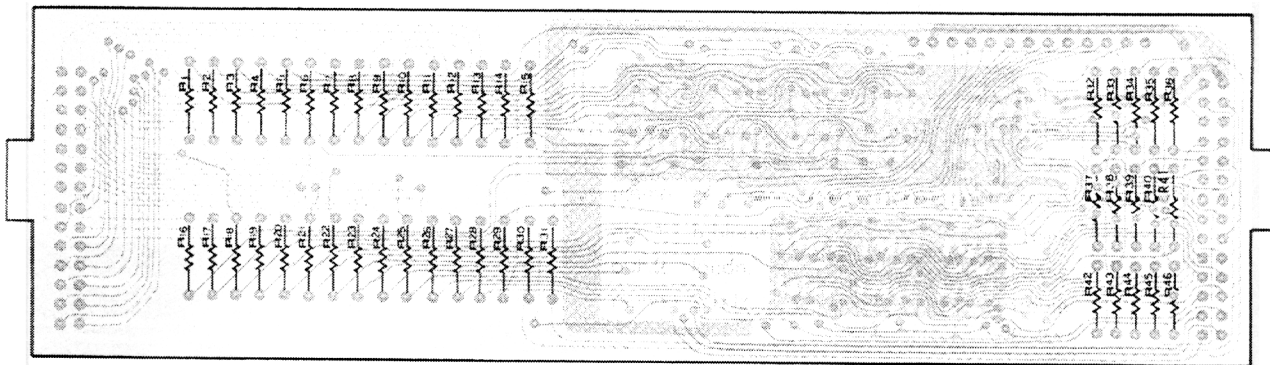 R1 R2 R3 R4 R5 R6 R7 R8 R9 R10 R11 R12 R13 R14 R15
R32 R33 R34 R35 R36
R37 R38 R39 R40 R41
R16 R17 R18 R19 R20 R21 R22 R23 R24 R25 R26 R27 R28 R29 R30 R31
R42 R43 R44 R45 R46